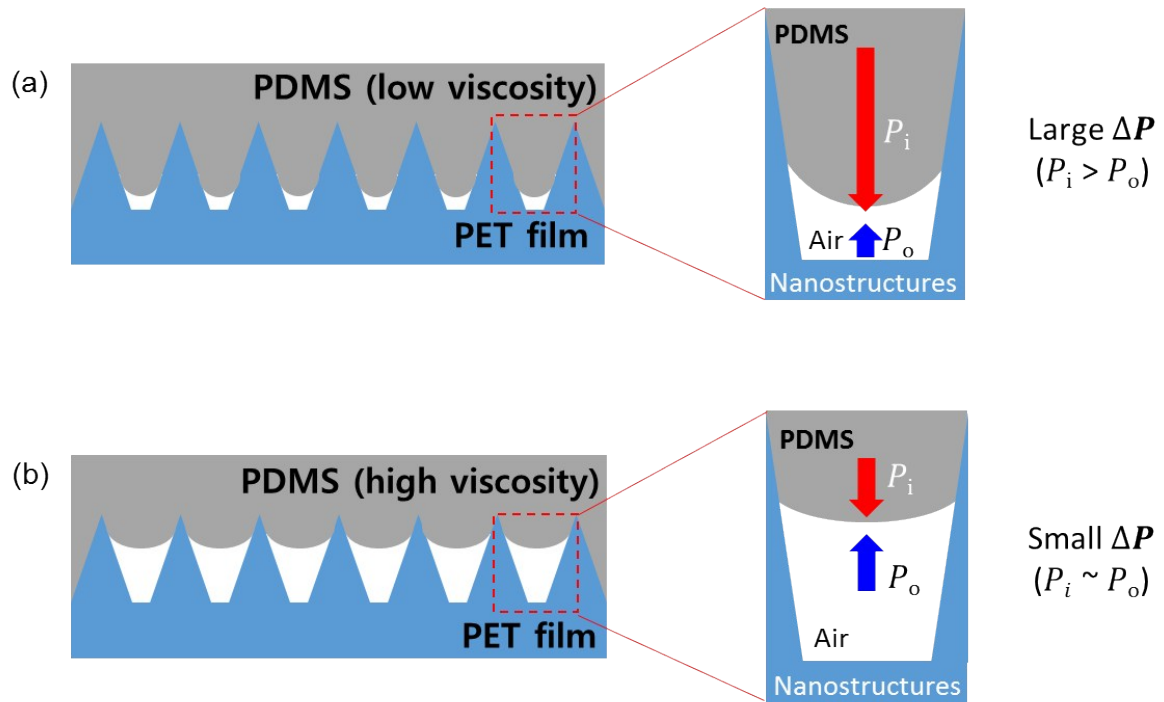 (a)
PDMS (low viscosity)
PET film
PDMS
Pi
Air
Po
Nanostructures
Large ΔP
(Pi > Po)
(b)
PDMS (high viscosity)
PET film
PDMS
Pi
Po
Air
Nanostructures
Small ΔP
(Pi ~ Po)